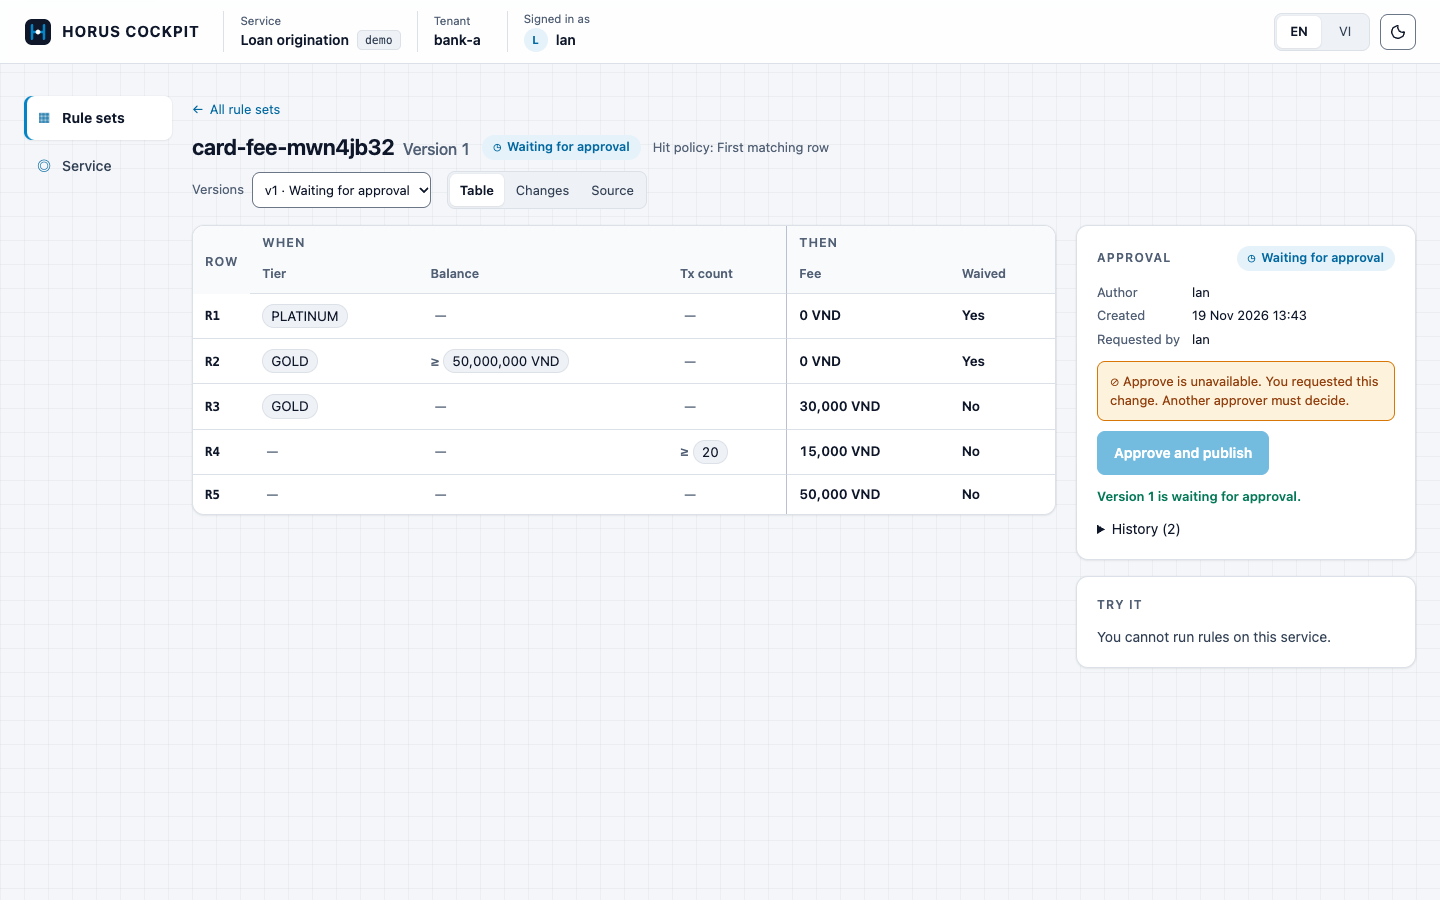 HORUS COCKPIT
Service
Loan origination demo
Tenant
bank-a
Signed in as
L lan
EN VI
Rule sets
Service
← All rule sets
card-fee-mwn4jb32 Version 1 Waiting for approval Hit policy: First matching row
Versions v1 · Waiting for approval Table Changes Source
ROW WHEN THEN
Tier Balance Tx count Fee Waived
R1 PLATINUM — — 0 VND Yes
R2 GOLD ≥ 50,000,000 VND — 0 VND Yes
R3 GOLD — — 30,000 VND No
R4 — — ≥ 20 15,000 VND No
R5 — — — 50,000 VND No
APPROVAL Waiting for approval
Author lan
Created 19 Nov 2026 13:43
Requested by lan
⊘ Approve is unavailable. You requested this
change. Another approver must decide.
Approve and publish
Version 1 is waiting for approval.
▶ History (2)
TRY IT
You cannot run rules on this service.